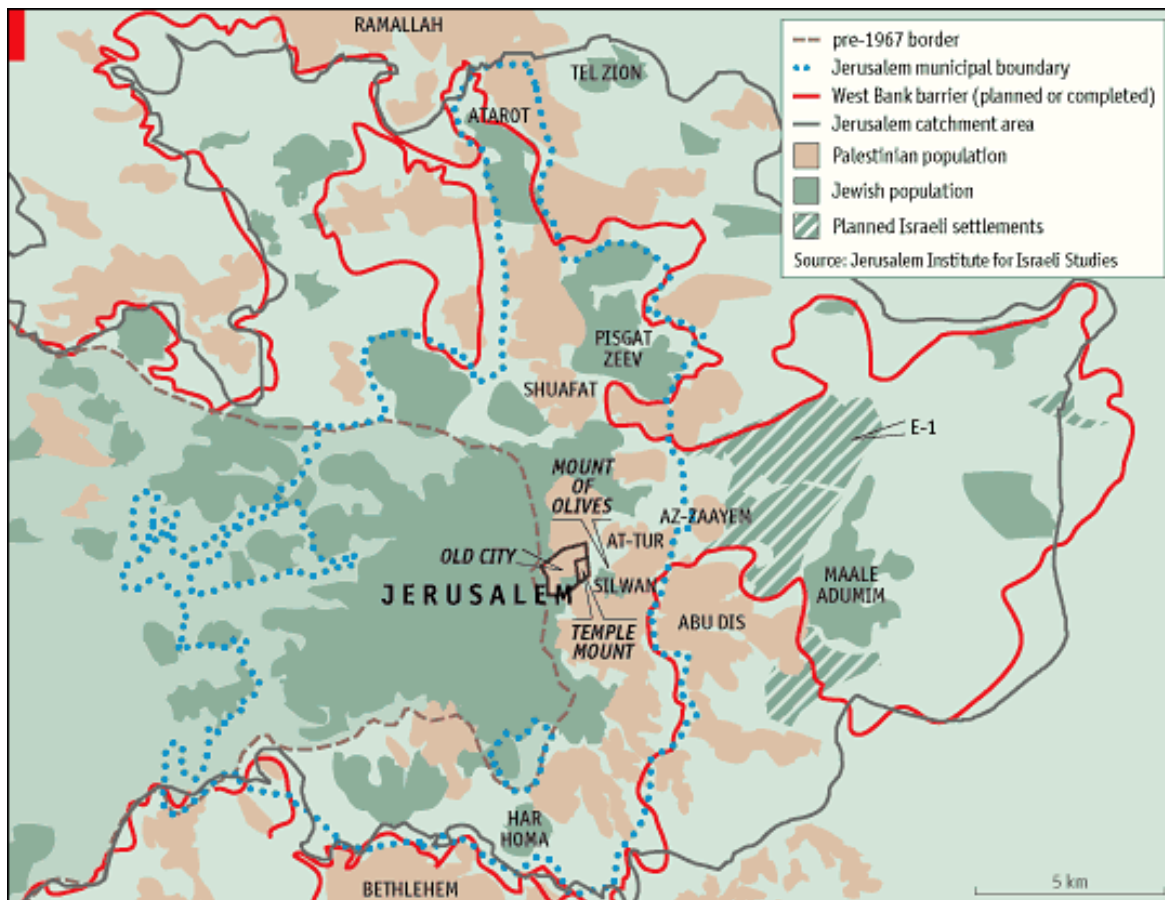 RAMALLAH
TEL ZION
ATAROT
pre-1967 border
Jerusalem municipal boundary
West Bank barrier (planned or completed)
Jerusalem catchment area
Palestinian population
Jewish population
Planned Israeli settlements
Source: Jerusalem Institute for Israeli Studies
PISGAT
ZEEV
SHUAFAT
E-1
MOUNT
OF
OLIVES
AZ-ZAAYEM
AT-TUR
OLD CITY
JERUSALEM
SILWAN
MAALE
ADUMIM
TEMPLE
MOUNT
ABU DIS
HAR
HOMA
BETHLEHEM
5 km